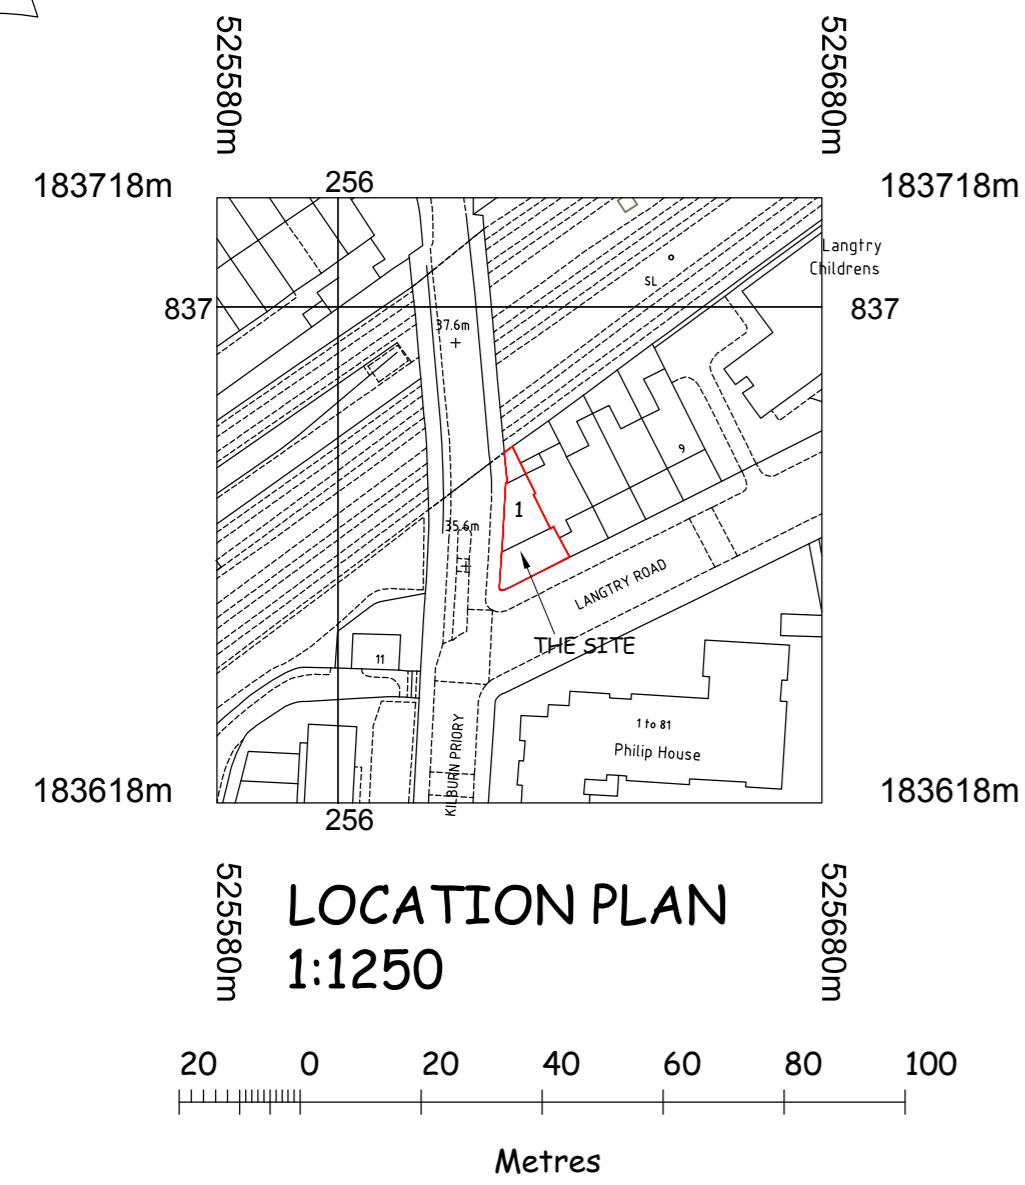 525580m
525680m
183718m
256
183718m
Langtry
Childrens
SL
837
837
37.6m
9
1
35.6m
LANGTRY ROAD
THE SITE
11
1 to 81
Philip House
KILBURN PRIORY
183618m
256
183618m
525580m
525680m
LOCATION PLAN
1:1250
20 0 20 40 60 80 100
Metres